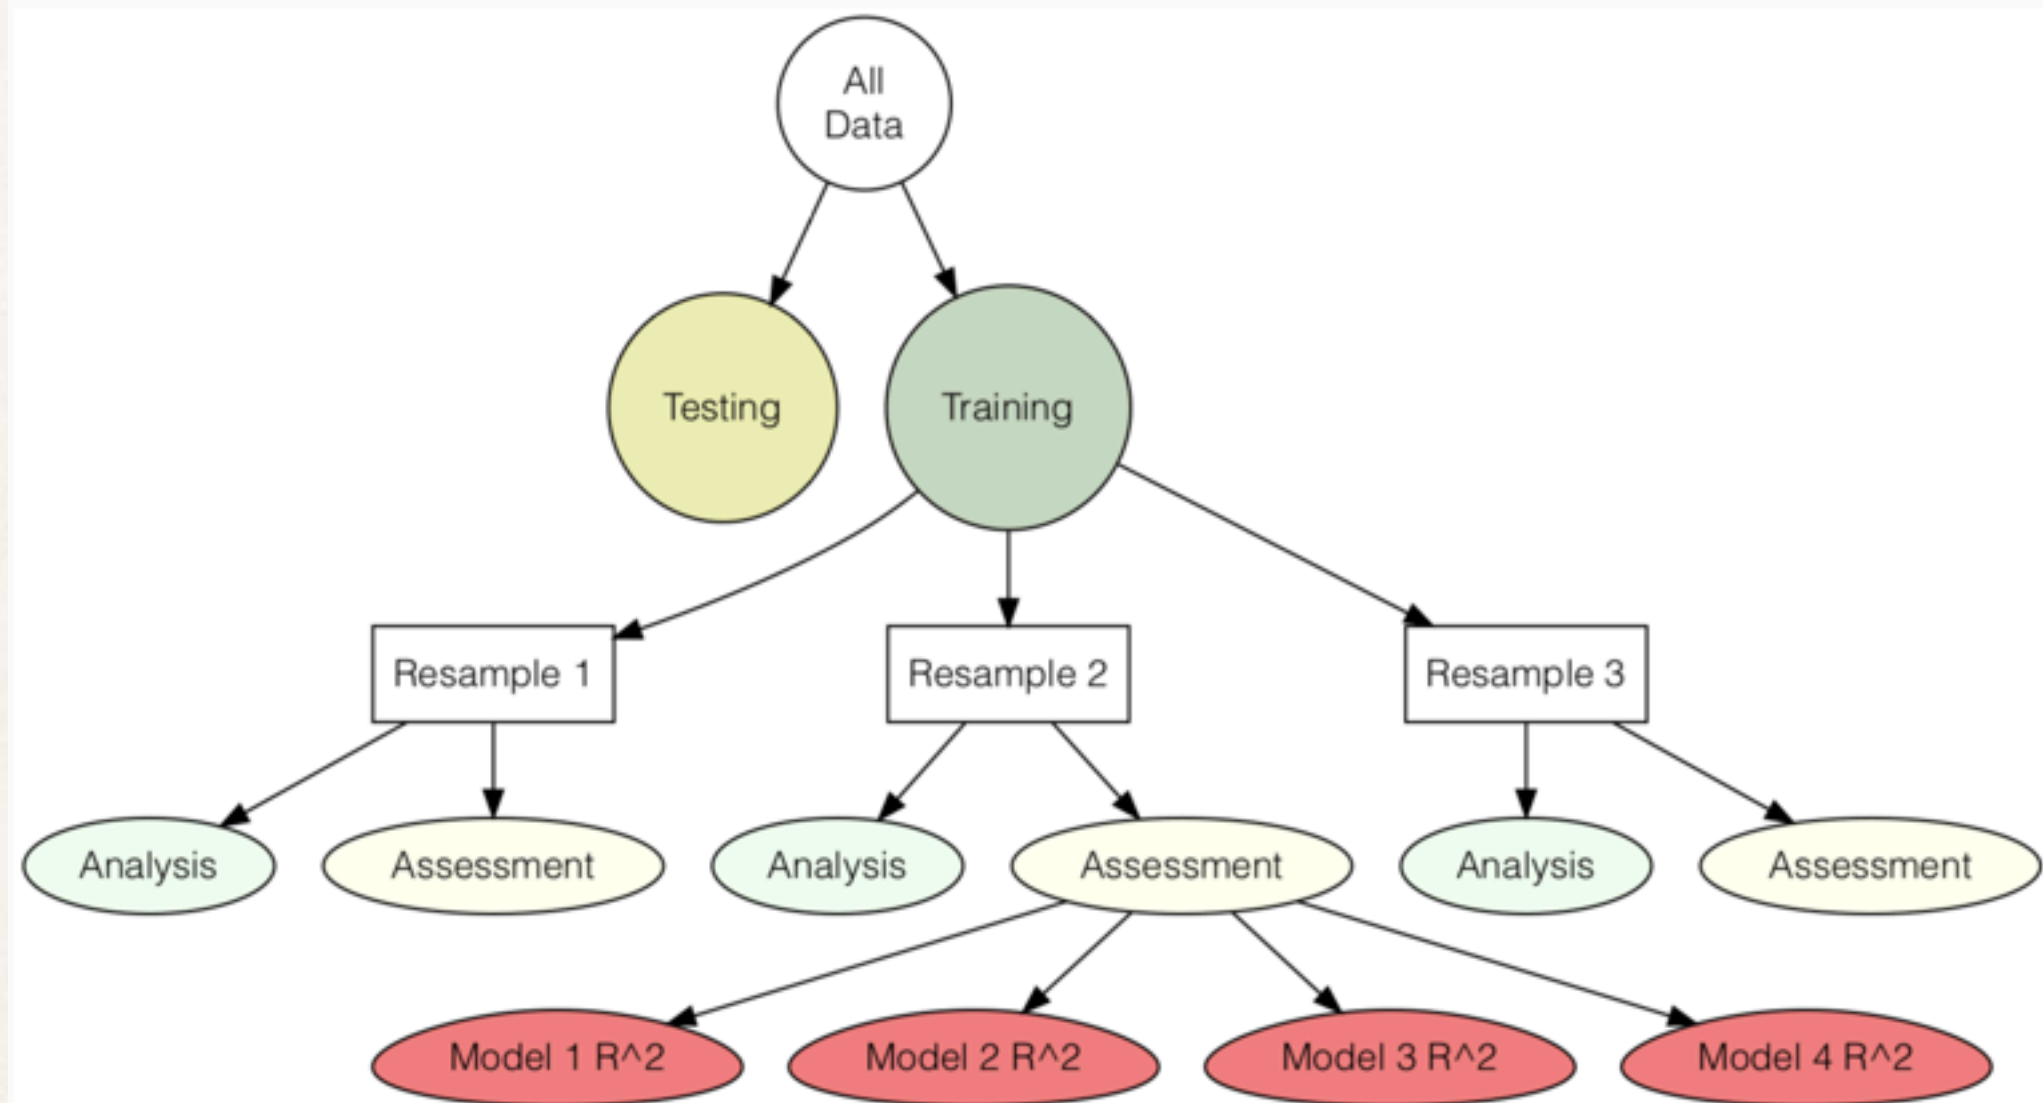 All
Data
Testing
Training
Resample 1
Resample 2
Resample 3
Analysis
Assessment
Analysis
Assessment
Analysis
Assessment
Model 1 R^2
Model 2 R^2
Model 3 R^2
Model 4 R^2